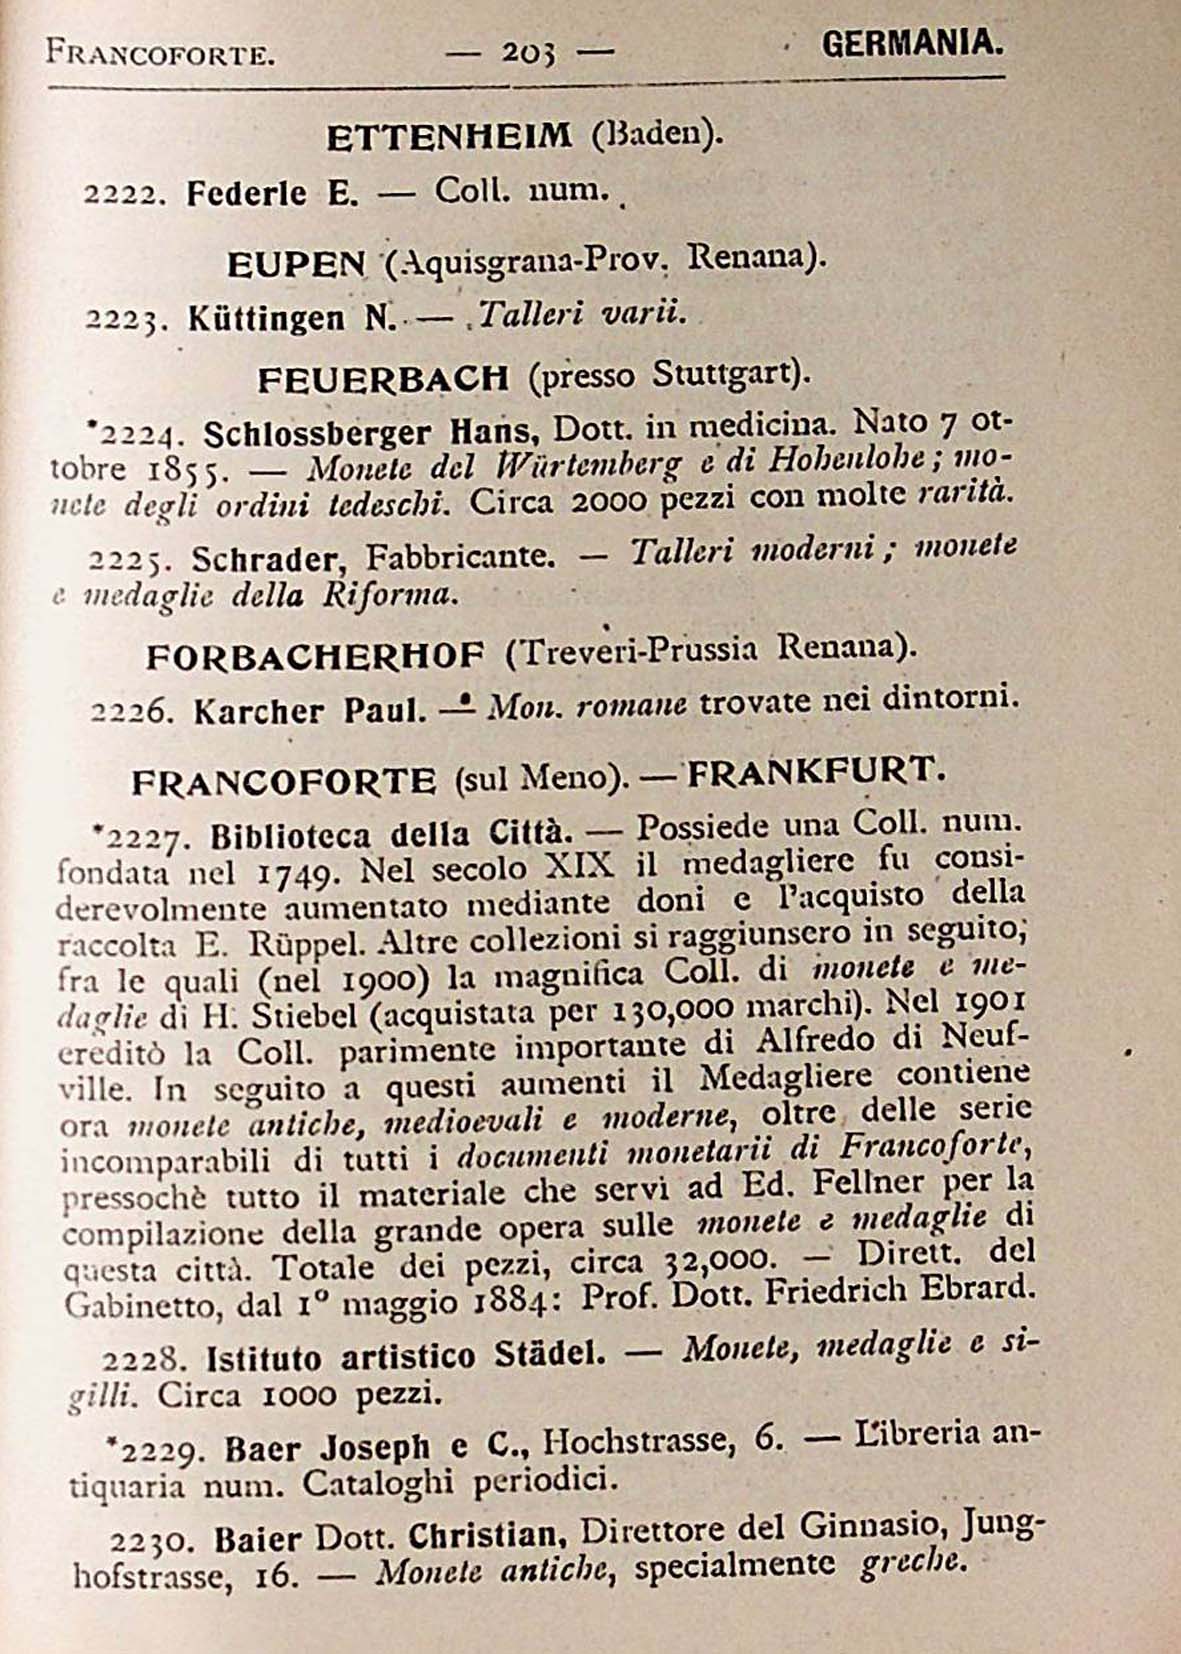 FRANCOFORTE. — 203 — GERMANIA.
ETTENHEIM (Baden).
2222. Federle E. — Coll. num.
EUPEN (Aquisgrana-Prov. Renana).
2223. Küttingen N. — Talleri varii.
FEUERBACH (presso Stuttgart).
*2224. Schlossberger Hans, Dott. in medicina. Nato 7 ot-
tobre 1855. — Monete del Würtemberg e di Hohenlohe; mo-
nete degli ordini tedeschi. Circa 2000 pezzi con molte rarità.
2225. Schrader, Fabbricante. — Talleri moderni; monete
e medaglie della Riforma.
FORBACHERHOF (Treveri-Prussia Renana).
2226. Karcher Paul. — Mon. romane trovate nei dintorni.
FRANCOFORTE (sul Meno). — FRANKFURT.
*2227. Biblioteca della Città. — Possiede una Coll. num.
fondata nel 1749. Nel secolo XIX il medagliere fu consi-
derevolmente aumentato mediante doni e l'acquisto della
raccolta E. Rüppel. Altre collezioni si raggiunsero in seguito;
fra le quali (nel 1900) la magnifica Coll. di monete e me-
daglie di H. Stiebel (acquistata per 130,000 marchi). Nel 1901
ereditò la Coll. parimente importante di Alfredo di Neuf-
ville. In seguito a questi aumenti il Medagliere contiene
ora monete antiche, medioevali e moderne, oltre delle serie
incomparabili di tutti i documenti monetarii di Francoforte,
pressochè tutto il materiale che servì ad Ed. Fellner per la
compilazione della grande opera sulle monete e medaglie di
questa città. Totale dei pezzi, circa 32,000. — Dirett. del
Gabinetto, dal 1º maggio 1884: Prof. Dott. Friedrich Ebrard.
2228. Istituto artistico Städel. — Monete, medaglie e si-
gilli. Circa 1000 pezzi.
*2229. Baer Joseph e C., Hochstrasse, 6. — Libreria an-
tiquaria num. Cataloghi periodici.
2230. Baier Dott. Christian, Direttore del Ginnasio, Jung-
hofstrasse, 16. — Monete antiche, specialmente greche.